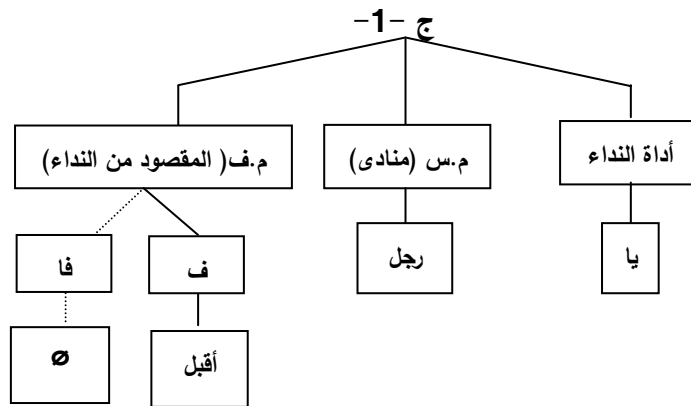 ج -1-
أداة النداء
م.س (منادى)
م.ف( المقصود من النداء)
يا
رجل
ف
فا
أقبل
Ø